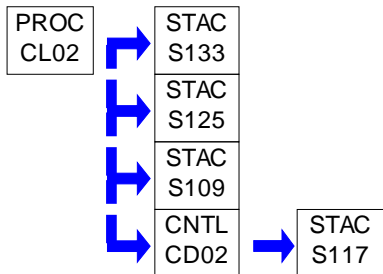 PROC
CL02
STAC
S133
STAC
S125
STAC
S109
CNTL
CD02
STAC
S117